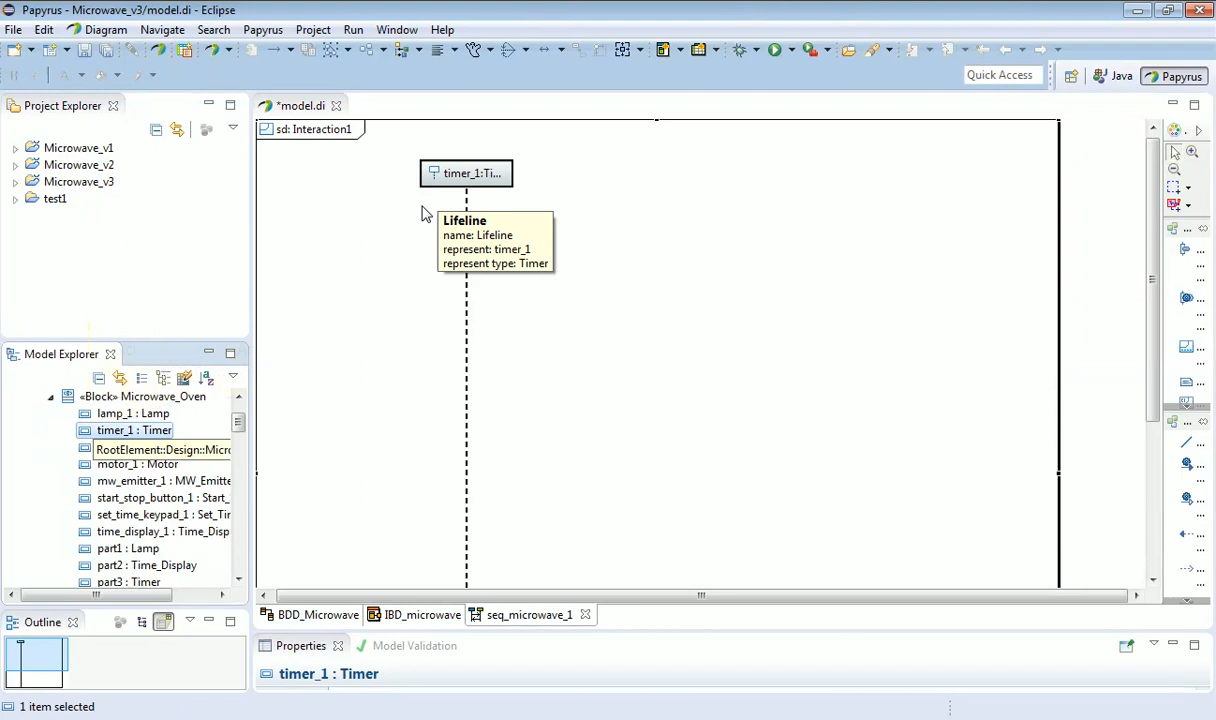 Papyrus - Microwave_v3/model.di - Eclipse
File Edit Diagram Navigate Search Papyrus Project Run Window Help
Quick Access Java Papyrus
Project Explorer
Microwave_v1
Microwave_v2
Microwave_v3
test1
*model.di
sd: Interaction1
timer_1:Ti...
Lifeline
name: Lifeline
represent: timer_1
represent type: Timer
Model Explorer
«Block» Microwave_Oven
lamp_1 : Lamp
timer_1 : Timer
RootElement::Design::Micro
motor_1 : Motor
mw_emitter_1 : MW_Emitte
start_stop_button_1 : Start_
set_time_keypad_1 : Set_Tir
time_display_1 : Time_Disp
part1 : Lamp
part2 : Time_Display
part3 : Timer
BDD_Microwave IBD_microwave seq_microwave_1
Outline
Properties Model Validation
timer_1 : Timer
1 item selected